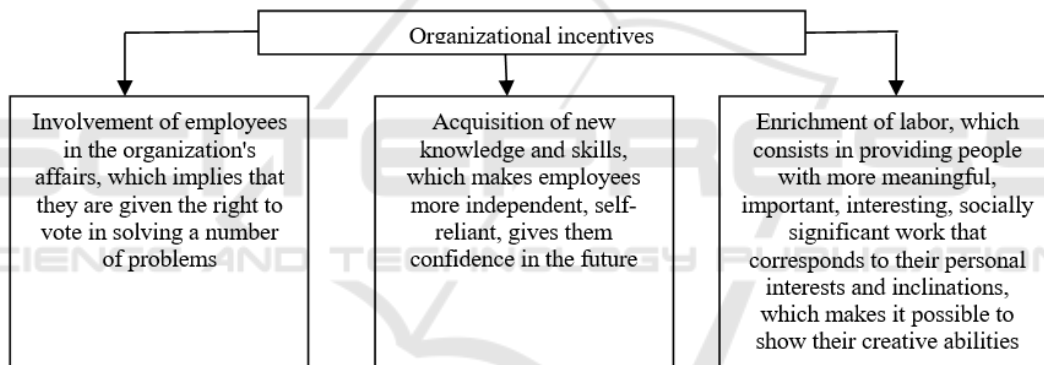 Organizational incentives
Involvement of employees
in the organization's
affairs, which implies that
they are given the right to
vote in solving a number
of problems
Acquisition of new
knowledge and skills,
which makes employees
more independent, self-
reliant, gives them
confidence in the future
Enrichment of labor, which
consists in providing people
with more meaningful,
important, interesting, socially
significant work that
corresponds to their personal
interests and inclinations,
which makes it possible to
show their creative abilities